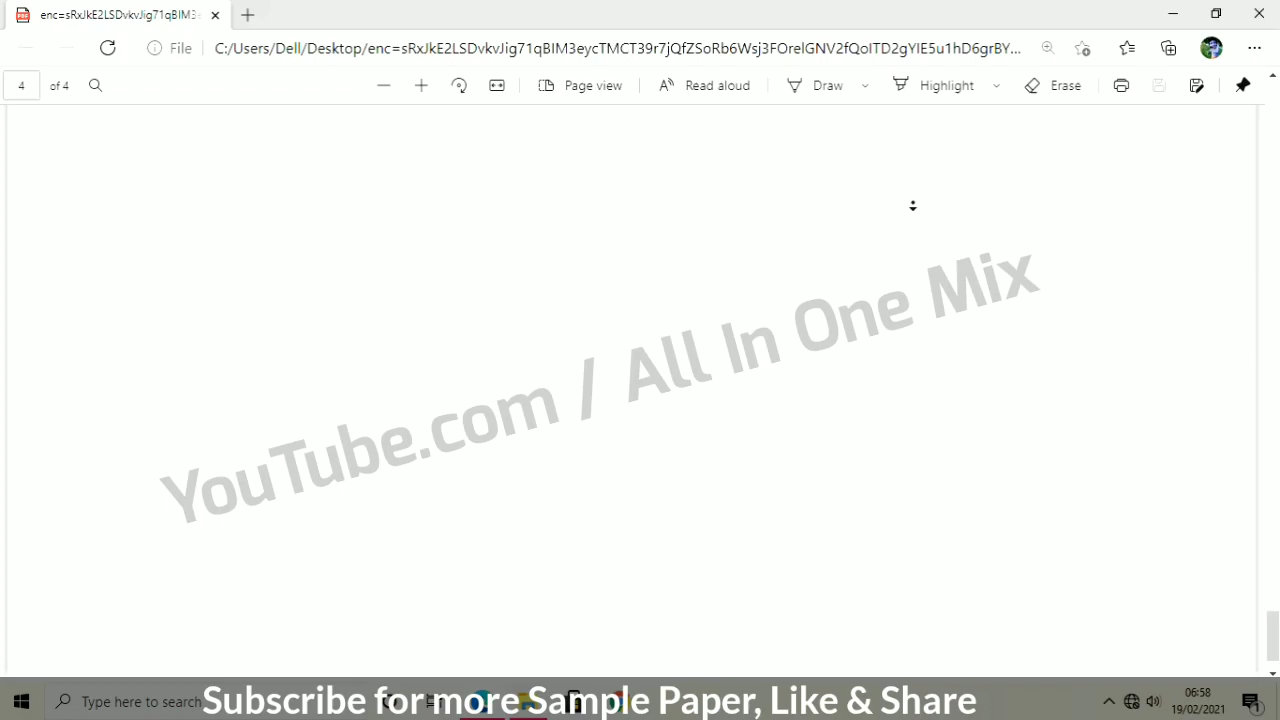 enc=sRxJkE2LSDvkvJig71qBIM3e
File C:/Users/Dell/Desktop/enc=sRxJkE2LSDvkvJig71qBIM3eycTMCT39r7jQfZSoRb6Wsj3FOrelGNV2fQoITD2gYIE5u1hD6grBY...
4 of 4 Page view Read aloud Draw Highlight Erase
YouTube.com / All In One Mix
Type here to search
Subscribe for more Sample Paper, Like & Share
06:58
19/02/2021
1